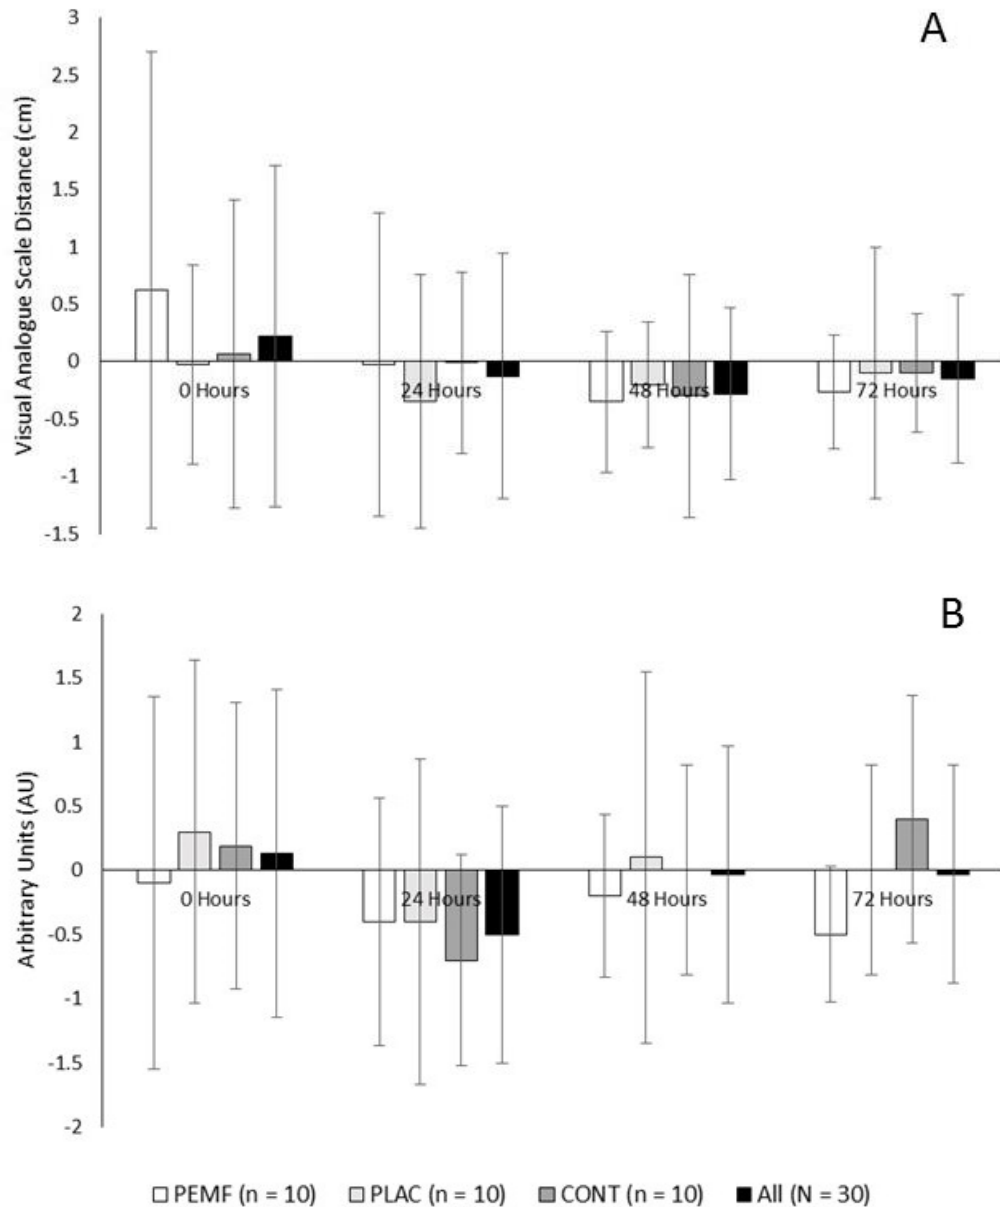 A
Visual Analogue Scale Distance (cm)
3
2.5
2
1.5
1
0.5
0
-0.5
-1
-1.5
0 Hours
24 Hours
48 Hours
72 Hours
B
Arbitrary Units (AU)
2
1.5
1
0.5
0
-0.5
-1
-1.5
-2
0 Hours
24 Hours
48 Hours
72 Hours
PEMF (n = 10) PLAC (n = 10) CONT (n = 10) All (N = 30)